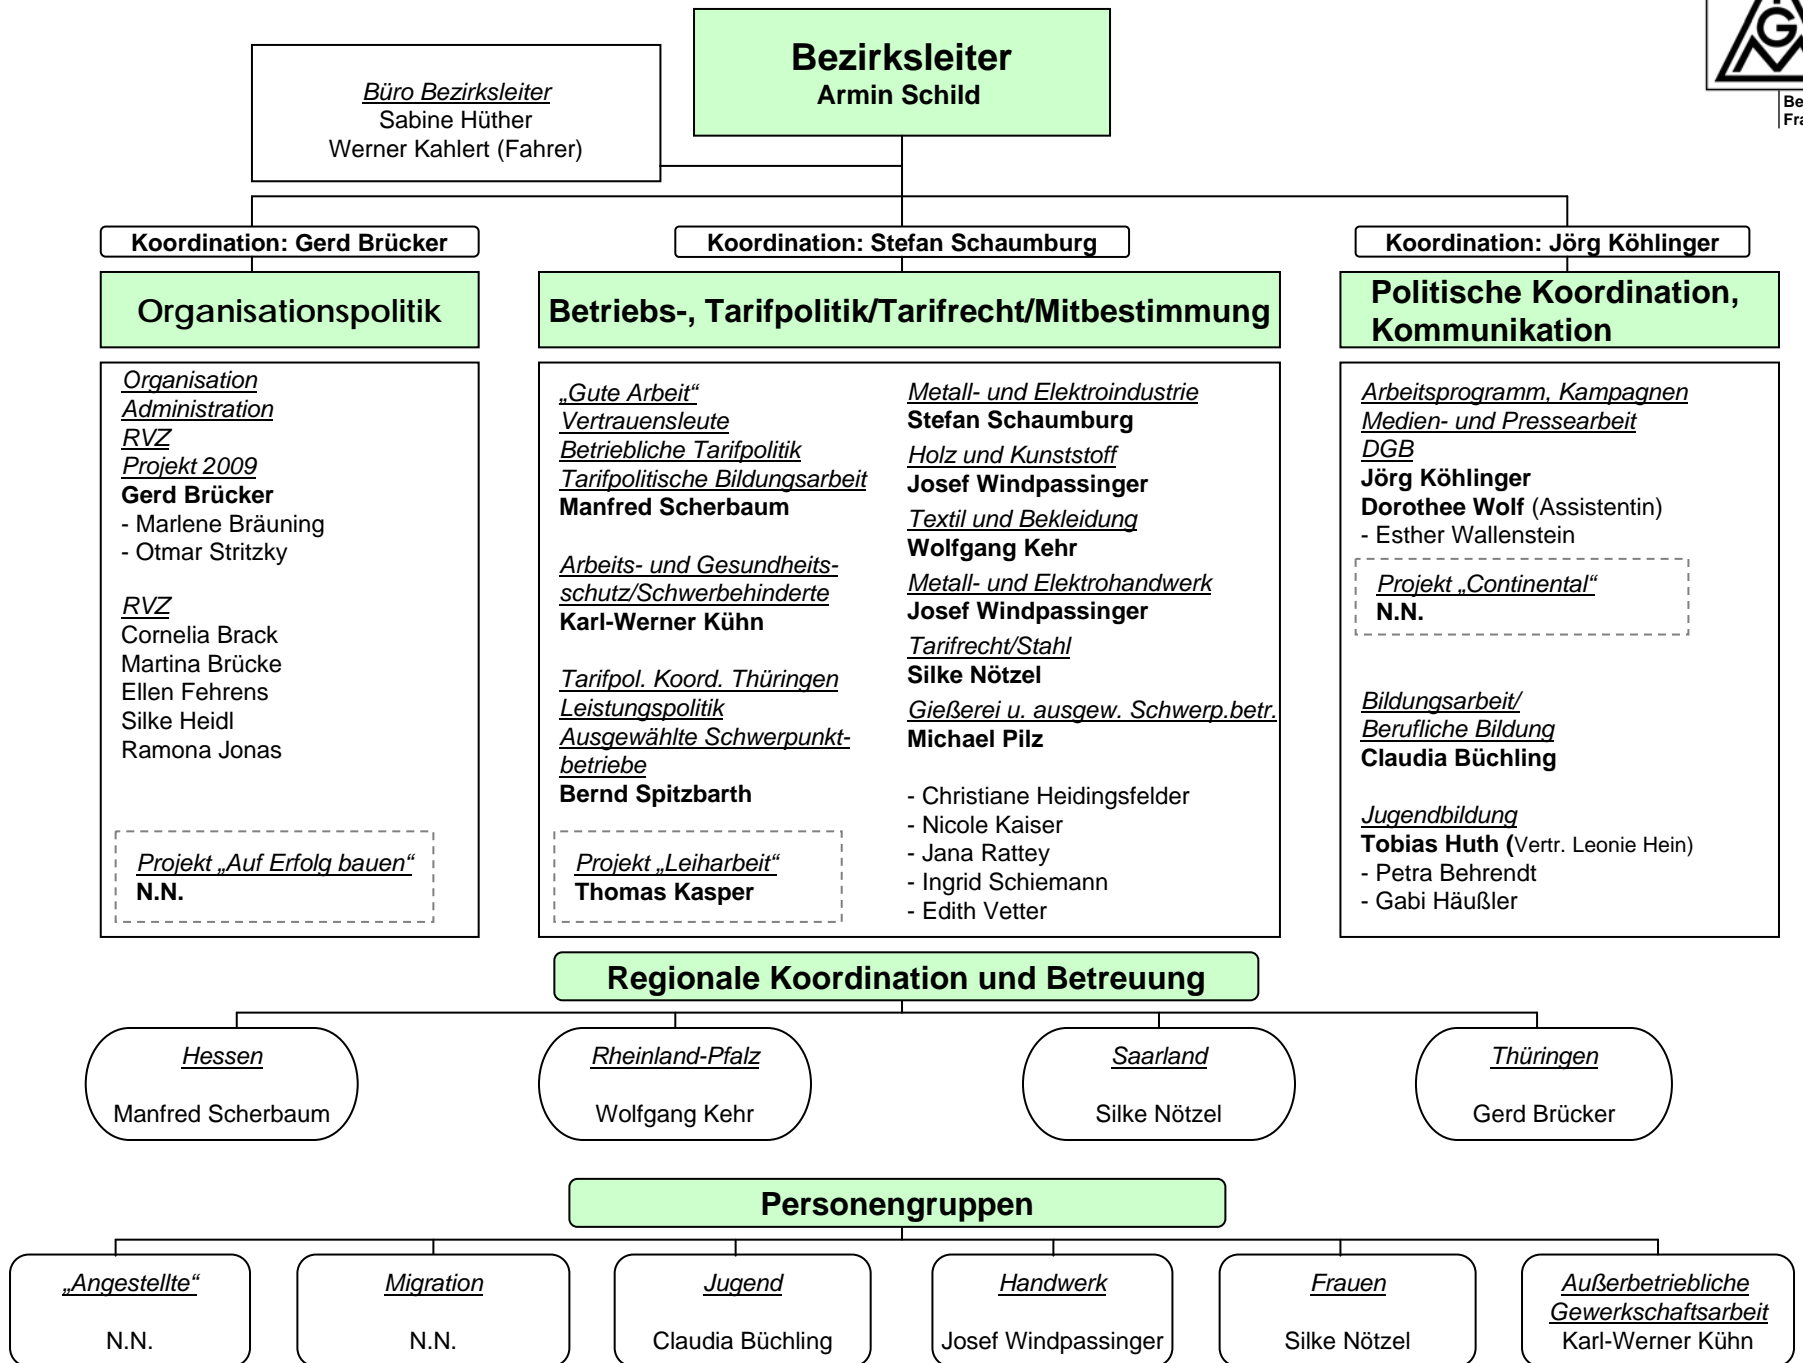 Bezirksleiter
Armin Schild
Büro Bezirksleiter
Sabine Hüther
Werner Kahlert (Fahrer)
IGM
Koordination: Gerd Brücker
Organisationspolitik
Organisation
Administration
RVZ
Projekt 2009
Gerd Brücker
- Marlene Bräuning
- Otmar Stritzky
RVZ
Cornelia Brack
Martina Brücke
Ellen Fehrens
Silke Heidl
Ramona Jonas
Projekt „Auf Erfolg bauen“
N.N.
Koordination: Stefan Schaumburg
Betriebs-, Tarifpolitik/Tarifrecht/Mitbestimmung
„Gute Arbeit“
Vertrauensleute
Betriebliche Tarifpolitik
Tarifpolitische Bildungsarbeit
Manfred Scherbaum
Arbeits- und Gesundheits-
schutz/Schwerbehinderte
Karl-Werner Kühn
Tarifpol. Koord. Thüringen
Leistungspolitik
Ausgewählte Schwerpunkt-
betriebe
Bernd Spitzbarth
Projekt „Leiharbeit“
Thomas Kasper
Metall- und Elektroindustrie
Stefan Schaumburg
Holz und Kunststoff
Josef Windpassinger
Textil und Bekleidung
Wolfgang Kehr
Metall- und Elektrohandwerk
Josef Windpassinger
Tarifrecht/Stahl
Silke Nötzel
Gießerei u. ausgew. Schwerp.betr.
Michael Pilz
- Christiane Heidingsfelder
- Nicole Kaiser
- Jana Rattey
- Ingrid Schiemann
- Edith Vetter
Koordination: Jörg Köhlinger
Politische Koordination,
Kommunikation
Arbeitsprogramm, Kampagnen
Medien- und Pressearbeit
DGB
Jörg Köhlinger
Dorothee Wolf (Assistentin)
- Esther Wallenstein
Projekt „Continental“
N.N.
Bildungsarbeit/
Berufliche Bildung
Claudia Büchling
Jugendbildung
Tobias Huth (Vertr. Leonie Hein)
- Petra Behrendt
- Gabi Häußler
Regionale Koordination und Betreuung
Hessen
Manfred Scherbaum
Rheinland-Pfalz
Wolfgang Kehr
Saarland
Silke Nötzel
Thüringen
Gerd Brücker
Personengruppen
„Angestellte“
N.N.
Migration
N.N.
Jugend
Claudia Büchling
Handwerk
Josef Windpassinger
Frauen
Silke Nötzel
Außerbetriebliche
Gewerkschaftsarbeit
Karl-Werner Kühn